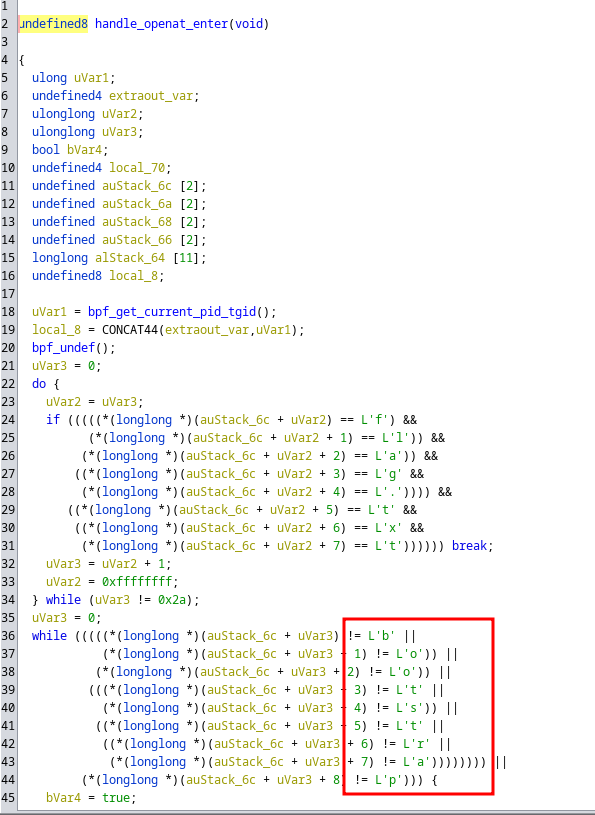 1
2 undefined8 handle_openat_enter(void)
3
4 {
5 ulong uVar1;
6 undefined4 extraout_var;
7 ulonglong uVar2;
8 ulonglong uVar3;
9 bool bVar4;
10 undefined4 local_70;
11 undefined auStack_6c [2];
12 undefined auStack_6a [2];
13 undefined auStack_68 [2];
14 undefined auStack_66 [2];
15 longlong alStack_64 [11];
16 undefined8 local_8;
17
18 uVar1 = bpf_get_current_pid_tgid();
19 local_8 = CONCAT44(extraout_var,uVar1);
20 bpf_undef();
21 uVar3 = 0;
22 do {
23 uVar2 = uVar3;
24 if (((((*(longlong *)(auStack_6c + uVar2) == L'f') &&
25 (*(longlong *)(auStack_6c + uVar2 + 1) == L'l')) &&
26 (*(longlong *)(auStack_6c + uVar2 + 2) == L'a')) &&
27 ((*(longlong *)(auStack_6c + uVar2 + 3) == L'g' &&
28 (*(longlong *)(auStack_6c + uVar2 + 4) == L'.')))) &&
29 ((*(longlong *)(auStack_6c + uVar2 + 5) == L't' &&
30 ((*(longlong *)(auStack_6c + uVar2 + 6) == L'x' &&
31 (*(longlong *)(auStack_6c + uVar2 + 7) == L't')))))) break;
32 uVar3 = uVar2 + 1;
33 uVar2 = 0xffffffff;
34 } while (uVar3 != 0x2a);
35 uVar3 = 0;
36 while (((((*(longlong *)(auStack_6c + uVar3) != L'b' ||
37 (*(longlong *)(auStack_6c + uVar3 + 1) != L'o')) ||
38 (*(longlong *)(auStack_6c + uVar3 + 2) != L'o')) ||
39 (((*(longlong *)(auStack_6c + uVar3 + 3) != L't' ||
40 (*(longlong *)(auStack_6c + uVar3 + 4) != L's')) ||
41 ((*(longlong *)(auStack_6c + uVar3 + 5) != L't' ||
42 ((*(longlong *)(auStack_6c + uVar3 + 6) != L'r' ||
43 (*(longlong *)(auStack_6c + uVar3 + 7) != L'a')))))))) ||
44 (*(longlong *)(auStack_6c + uVar3 + 8) != L'p'))) {
45 bVar4 = true;